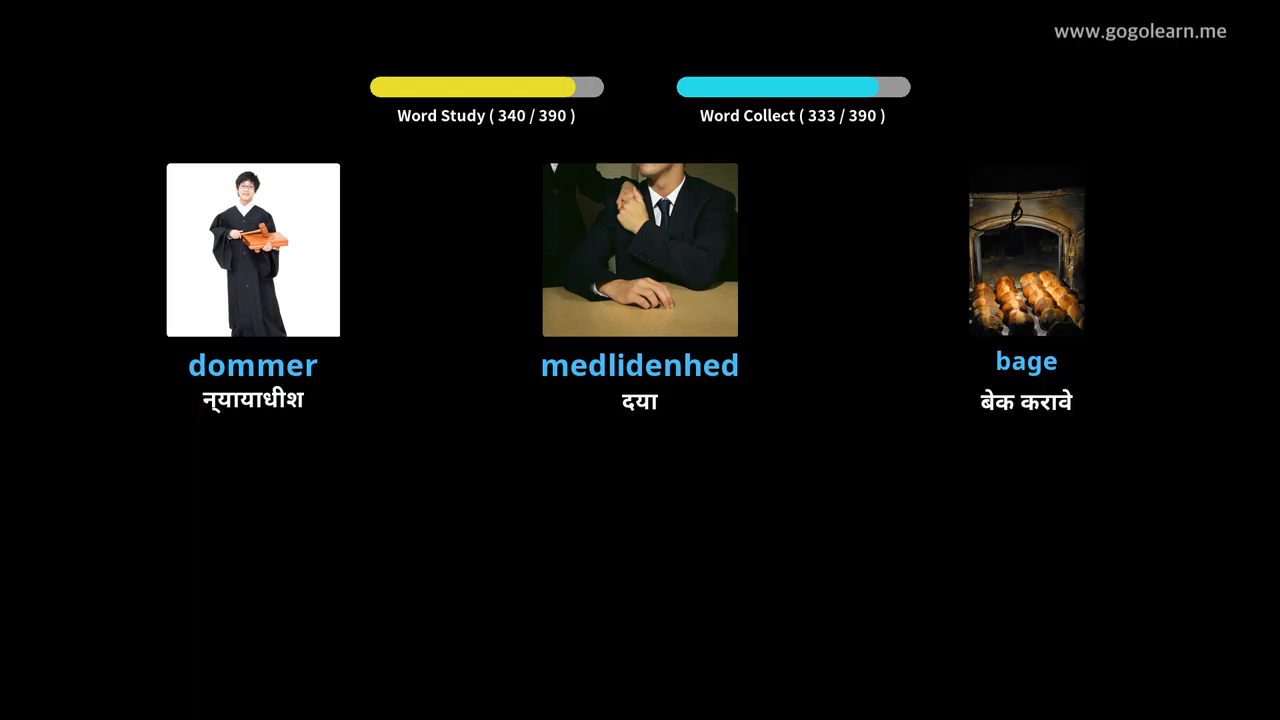 www.gogolearn.me
Word Study ( 340 / 390 )
Word Collect ( 333 / 390 )
dommer
न्यायाधीश
medlidenhed
दया
bage
बेक करावे